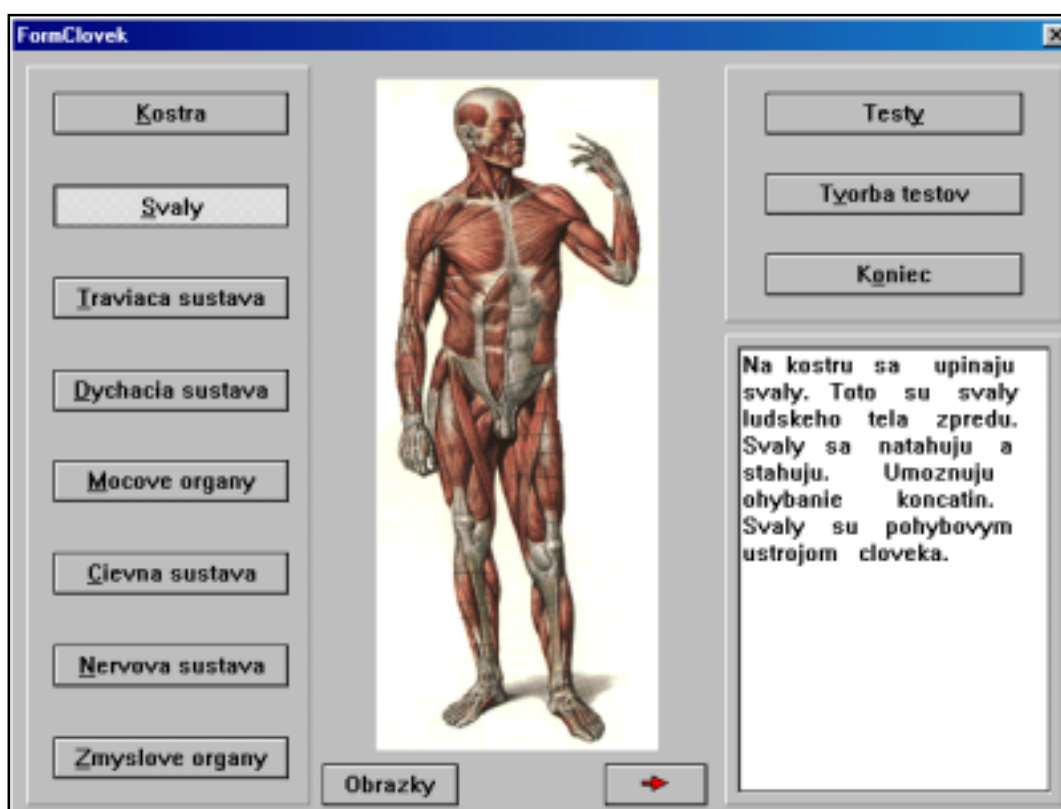 FormClovek
Kostra
Svaly
Traviaca sustava
Dychacia sustava
Mocove organy
Cievna sustava
Nervova sustava
Zmyslove organy
Obrazky
Testy
Tvorba testov
Koniec
Na kostru sa upinaju
svaly. Toto su svaly
ludskeho tela zpredu.
Svaly sa natahuju a
stahuju. Umoznuju
ohybanie koncatin.
Svaly su pohybovym
ustrojom cloveka.